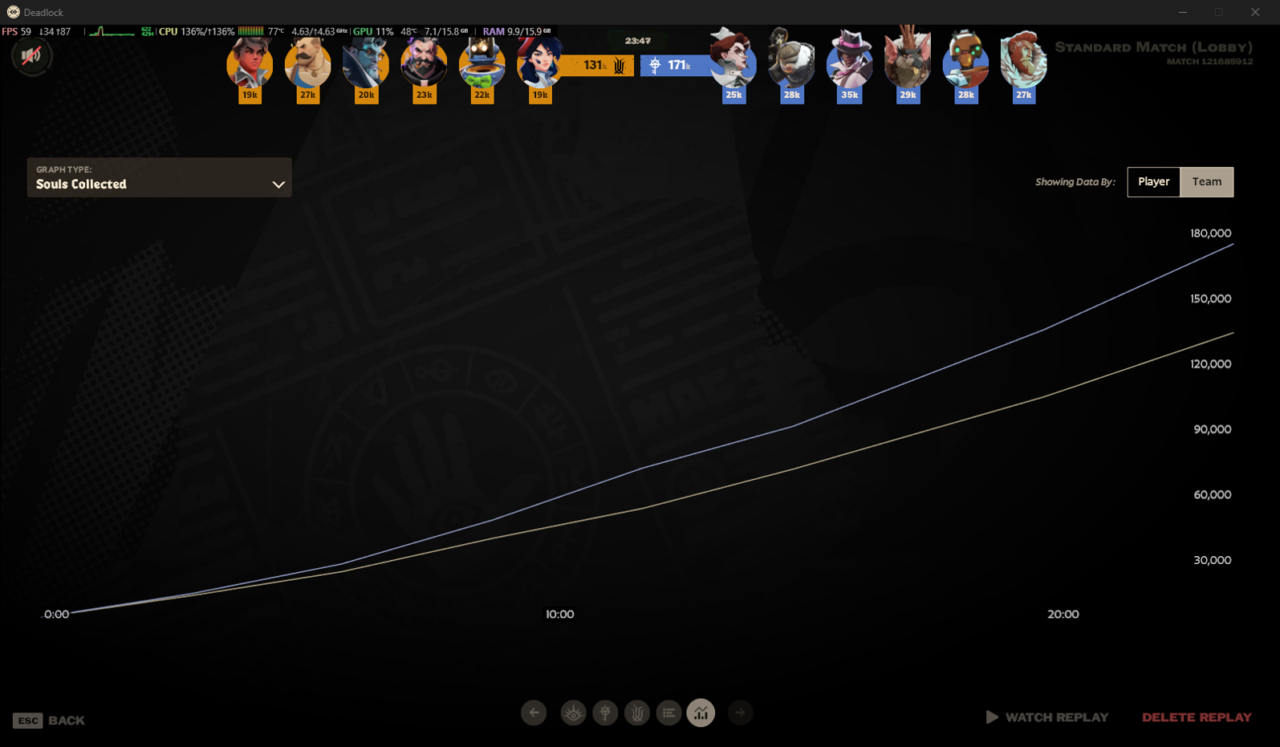 Deadlock
FPS 59 ↓34↑87 CPU 136%/↑136% 77°C 4.63/↑4.63 GHz GPU 11% 48°C 7.1/15.8 GB RAM 9.9/15.9 GB
23:47
131k 171k
STANDARD MATCH (LOBBY)
MATCH 121685912
19k 27k 20k 23k 22k 19k 25k 28k 35k 29k 28k 27k
GRAPH TYPE:
Souls Collected
Showing Data By: Player Team
180,000
150,000
120,000
90,000
60,000
30,000
0:00 10:00 20:00
ESC BACK
WATCH REPLAY DELETE REPLAY